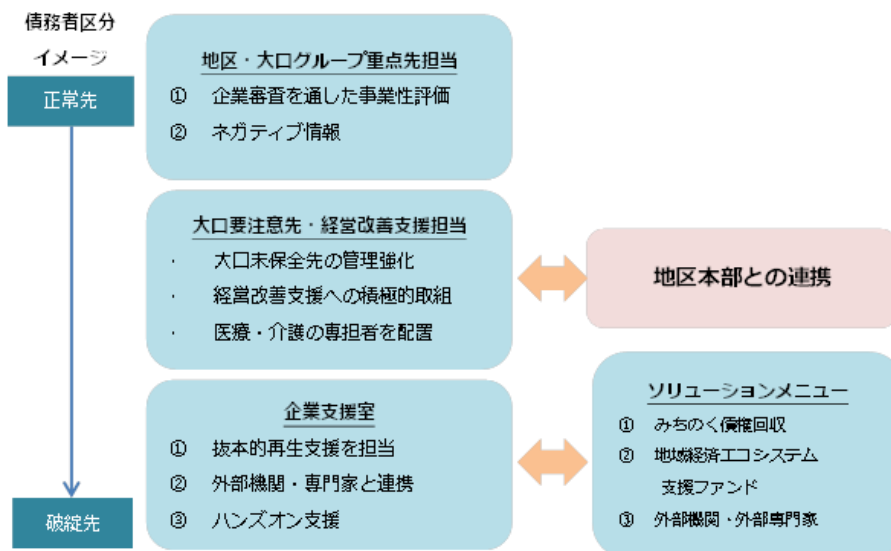 債務者区分
イメージ
正常先
破綻先
地区・大口グループ重点先担当
① 企業審査を通した事業性評価
② ネガティブ情報
大口要注意先・経営改善支援担当
・ 大口未保全先の管理強化
・ 経営改善支援への積極的取組
・ 医療・介護の専担者を配置
地区本部との連携
企業支援室
① 抜本的再生支援を担当
② 外部機関・専門家と連携
③ ハンズオン支援
ソリューションメニュー
① みちのく債権回収
② 地域経済エコシステム
支援ファンド
③ 外部機関・外部専門家